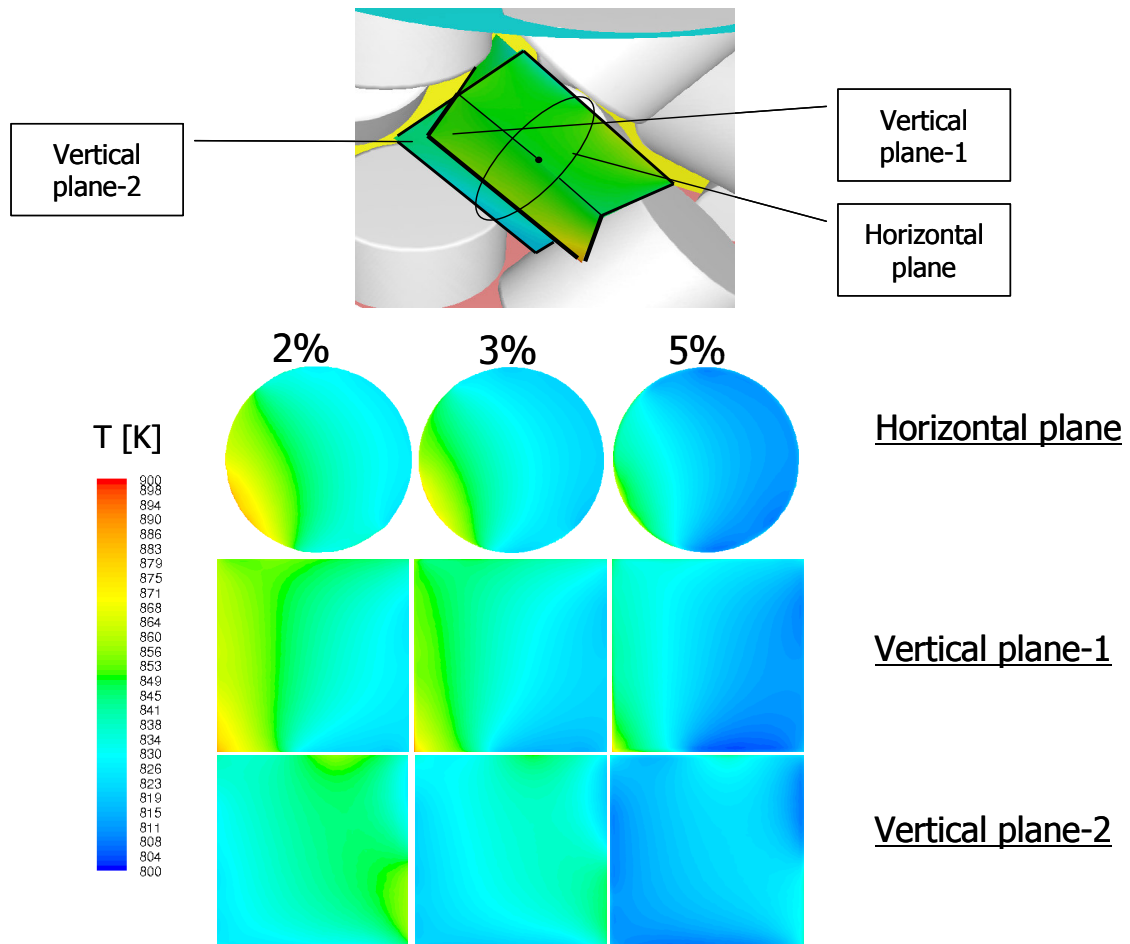 Vertical
plane-2
Vertical
plane-1
Horizontal
plane
2% 3% 5%
T [K]
900
898
894
890
886
883
879
875
871
868
864
860
856
853
849
845
841
838
834
830
826
823
819
815
811
808
804
800
Horizontal plane
Vertical plane-1
Vertical plane-2